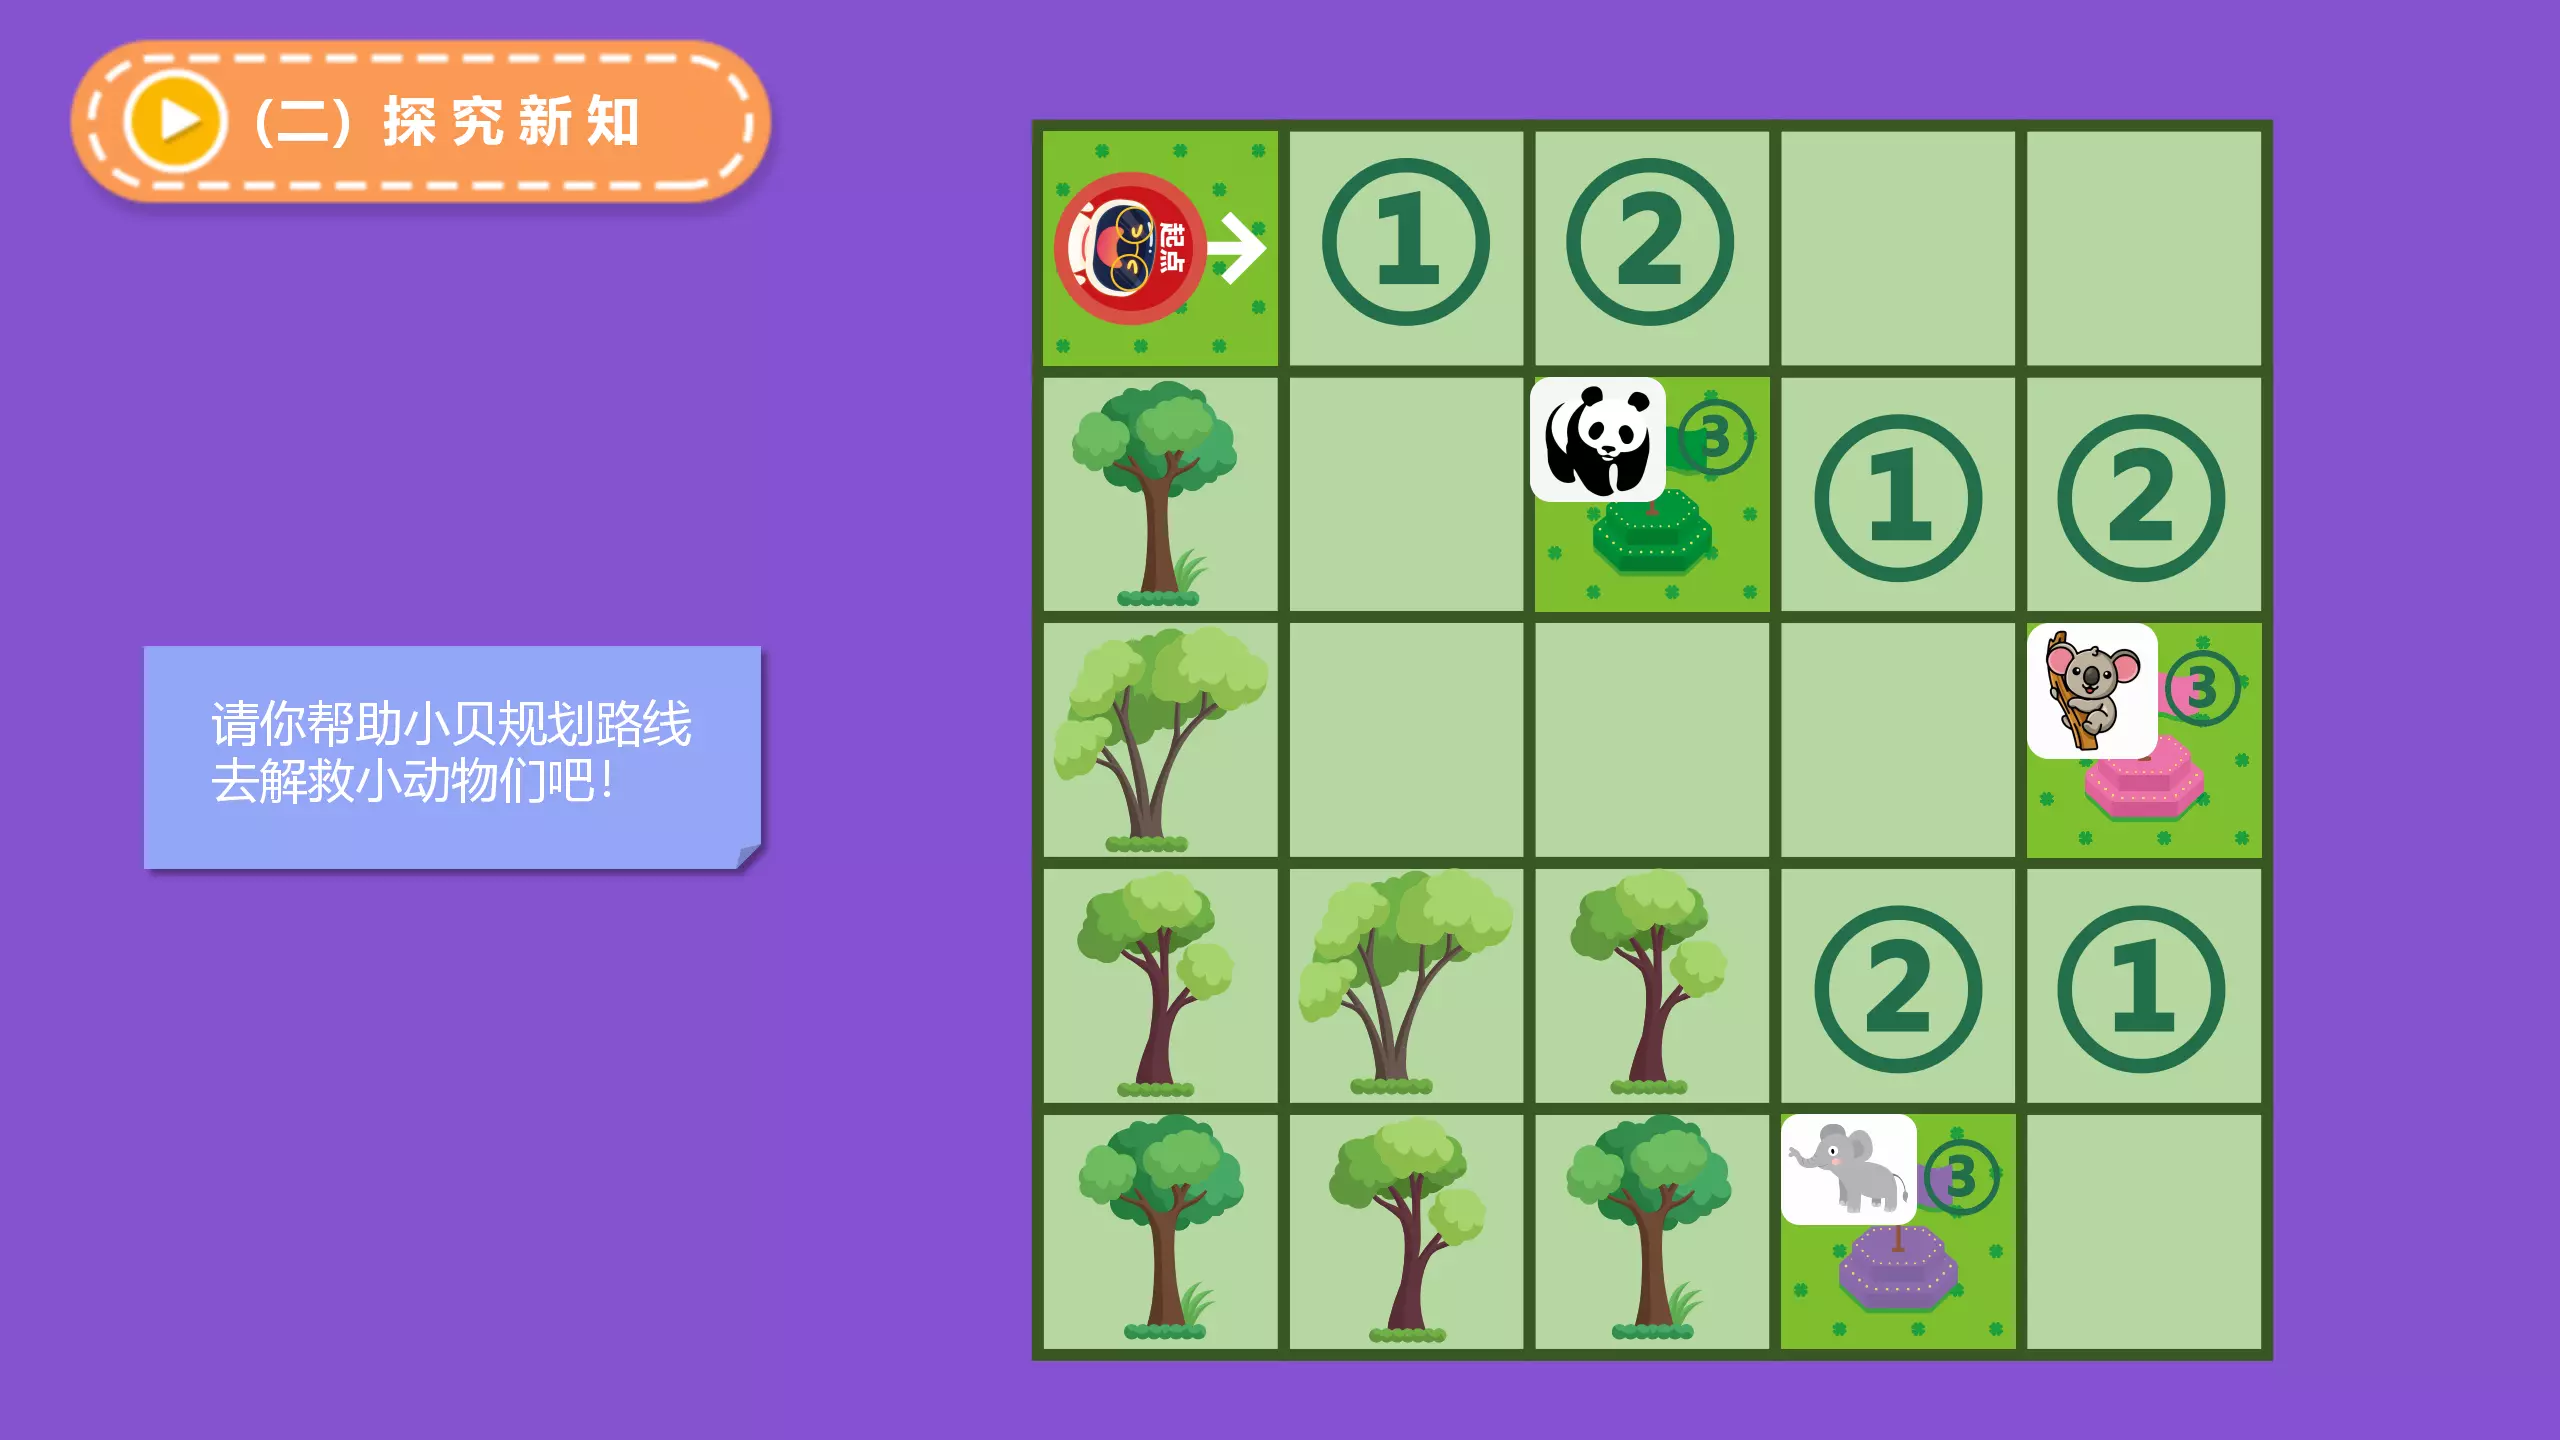 (二) 探究新知
起点
① ②
③ ① ②
③
请你帮助小贝规划路线
去解救小动物们吧！
② ①
③